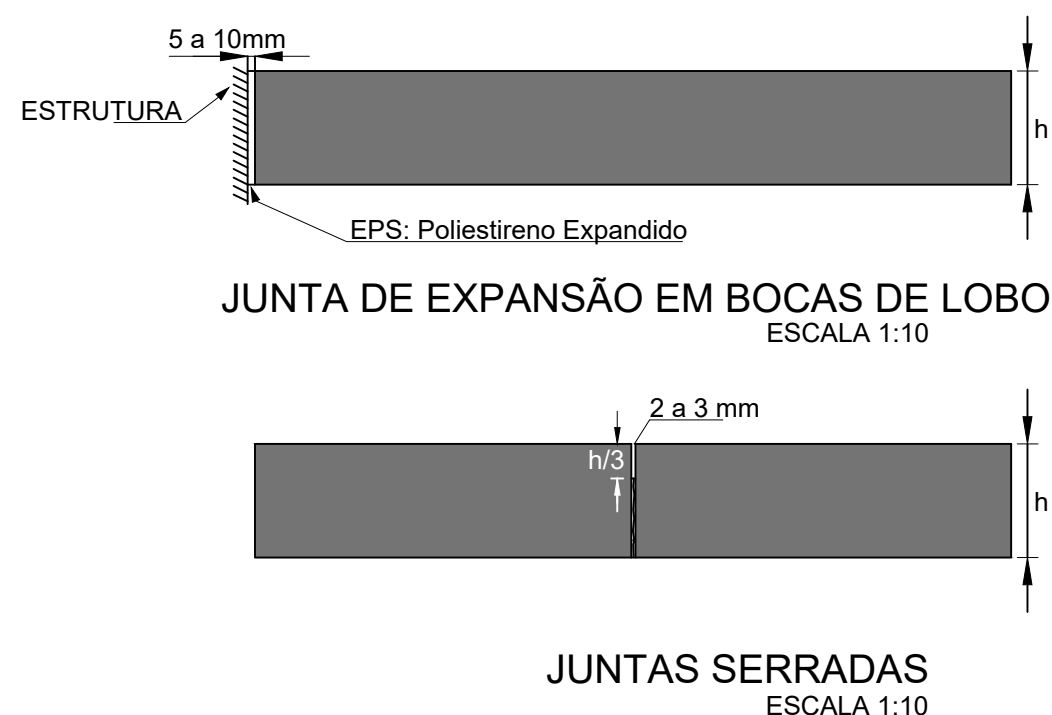 5 a 10mm
ESTRUTURA
h
EPS: Poliestireno Expandido
JUNTA DE EXPANSÃO EM BOCAS DE LOBO
ESCALA 1:10
2 a 3 mm
h/3
h
JUNTAS SERRADAS
ESCALA 1:10